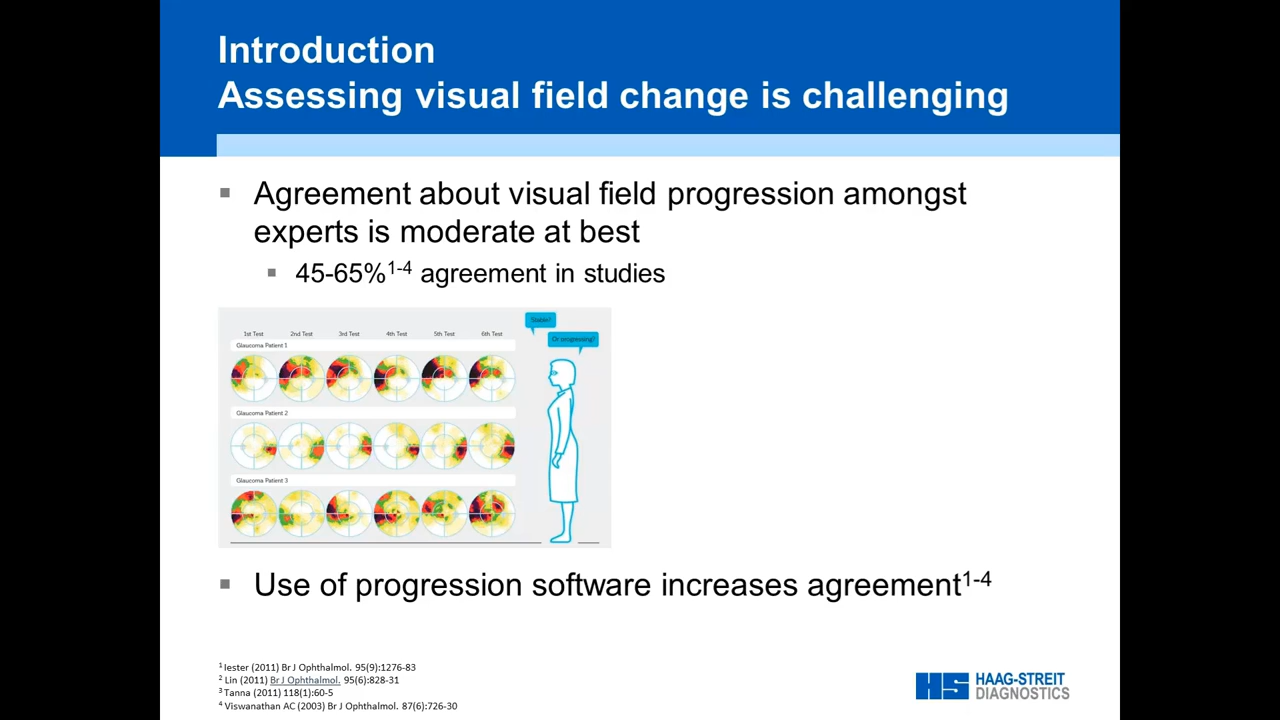 Introduction
Assessing visual field change is challenging
▪ Agreement about visual field progression amongst
experts is moderate at best
▪ 45-65%1-4 agreement in studies
1st Test 2nd Test 3rd Test 4th Test 5th Test 6th Test
Stable?
Or progressing?
Glaucoma Patient 1
Glaucoma Patient 2
Glaucoma Patient 3
▪ Use of progression software increases agreement1-4
1 Iester (2011) Br J Ophthalmol. 95(9):1276-83
2 Lin (2011) Br J Ophthalmol. 95(6):828-31
3 Tanna (2011) 118(1):60-5
4 Viswanathan AC (2003) Br J Ophthalmol. 87(6):726-30
HS HAAG-STREIT
DIAGNOSTICS